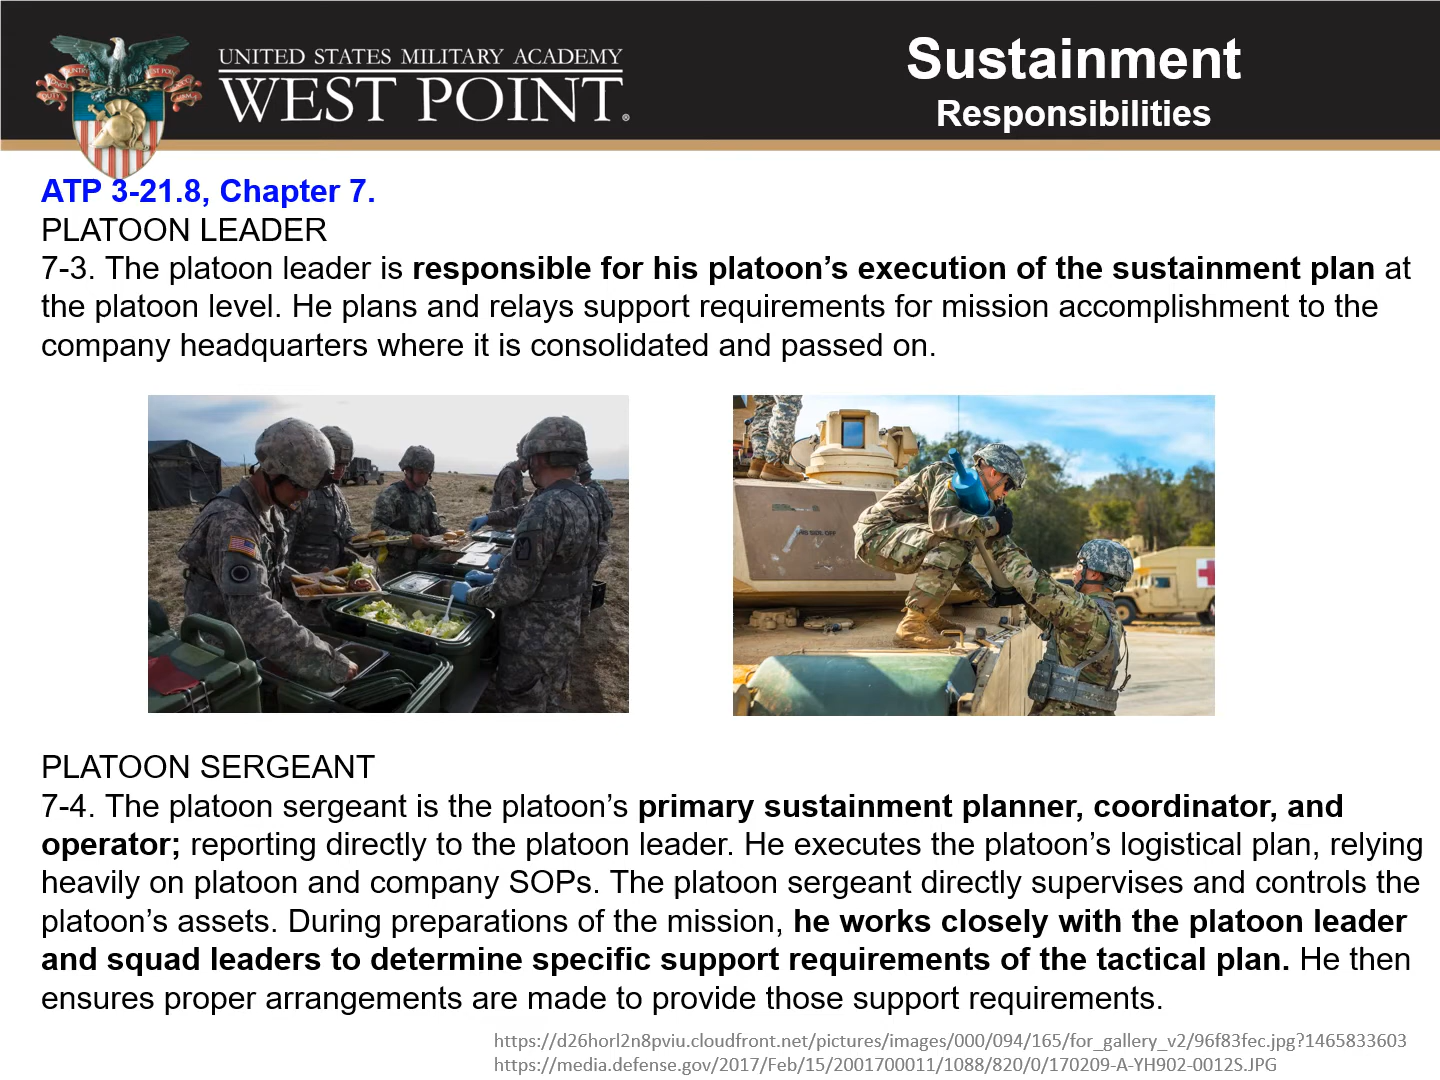 UNITED STATES MILITARY ACADEMY
WEST POINT®
Sustainment
Responsibilities
ATP 3-21.8, Chapter 7.
PLATOON LEADER
7-3. The platoon leader is responsible for his platoon’s execution of the sustainment plan at
the platoon level. He plans and relays support requirements for mission accomplishment to the
company headquarters where it is consolidated and passed on.
PLATOON SERGEANT
7-4. The platoon sergeant is the platoon’s primary sustainment planner, coordinator, and
operator; reporting directly to the platoon leader. He executes the platoon’s logistical plan, relying
heavily on platoon and company SOPs. The platoon sergeant directly supervises and controls the
platoon’s assets. During preparations of the mission, he works closely with the platoon leader
and squad leaders to determine specific support requirements of the tactical plan. He then
ensures proper arrangements are made to provide those support requirements.
https://d26horl2n8pviu.cloudfront.net/pictures/images/000/094/165/for_gallery_v2/96f83fec.jpg?1465833603
https://media.defense.gov/2017/Feb/15/2001700011/1088/820/0/170209-A-YH902-0012S.JPG